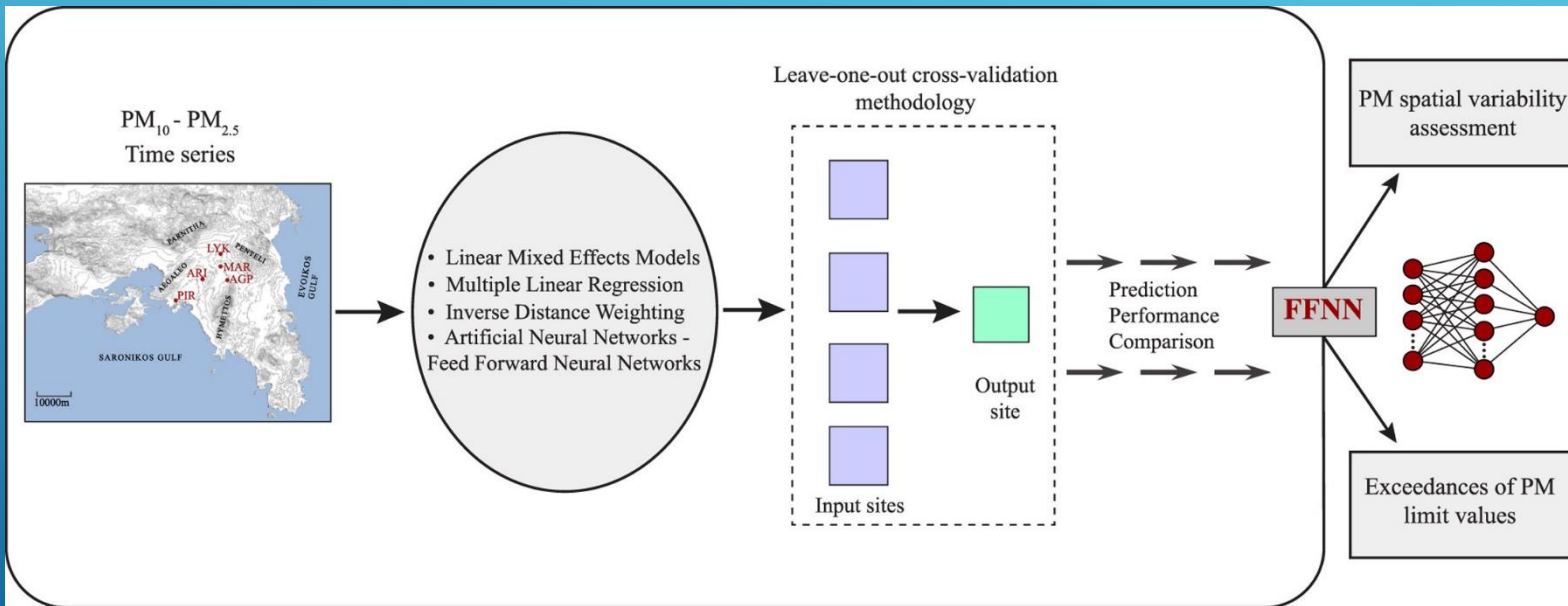 PM10 - PM2.5
Time series
PARNITHA
PENTELI
LYK
MAR
AGP
ARI
AEGALEO
PIR
HYMETTOS
EVOIKOS
GULF
SARONIKOS GULF
10000m
• Linear Mixed Effects Models
• Multiple Linear Regression
• Inverse Distance Weighting
• Artificial Neural Networks -
Feed Forward Neural Networks
Leave-one-out cross-validation
methodology
Input sites
Output
site
Prediction
Performance
Comparison
FFNN
PM spatial variability
assessment
Exceedances of PM
limit values